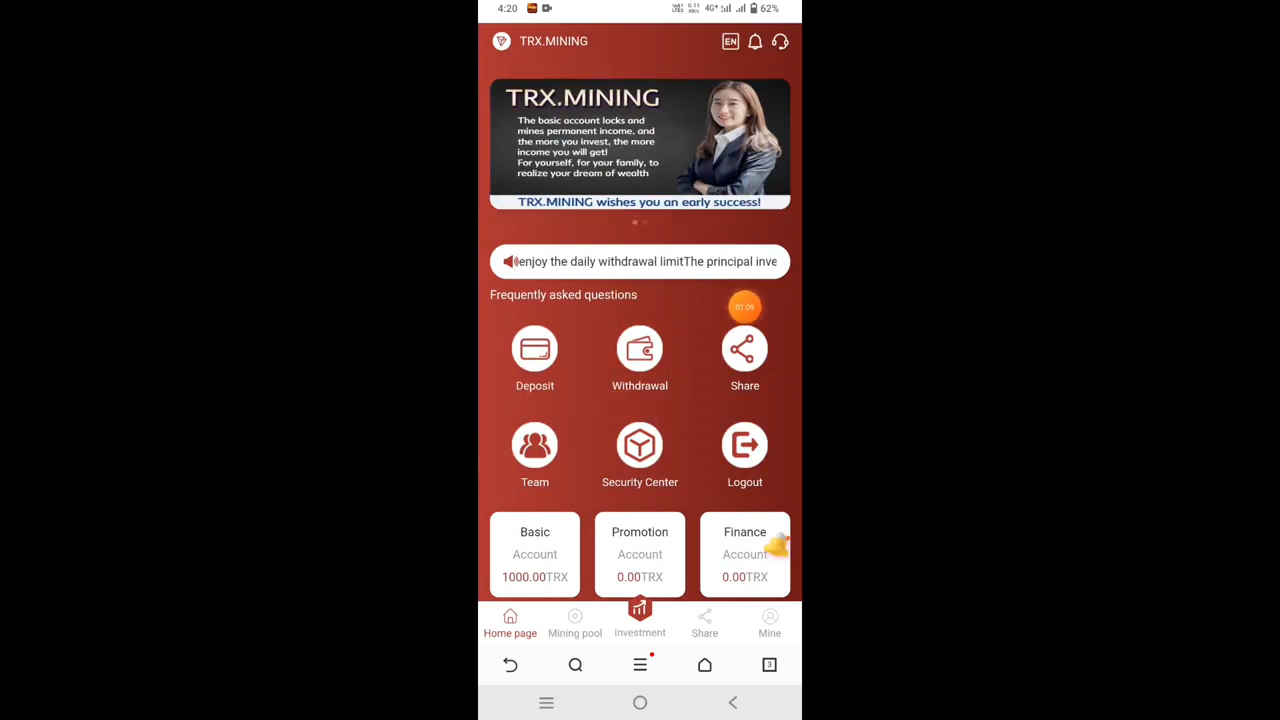 4:20
4G+
62%
TRX.MINING
EN
TRX.MINING
The basic account locks and
mines permanent income, and
the more you invest, the more
income you will get!
For yourself, for your family, to
realize your dream of wealth
TRX.MINING wishes you an early success!
enjoy the daily withdrawal limitThe principal inve
Frequently asked questions
01:09
Deposit Withdrawal Share
Team Security Center Logout
Basic Promotion Finance
Account Account Account
1000.00TRX 0.00TRX 0.00TRX
Home page Mining pool Investment Share Mine
3